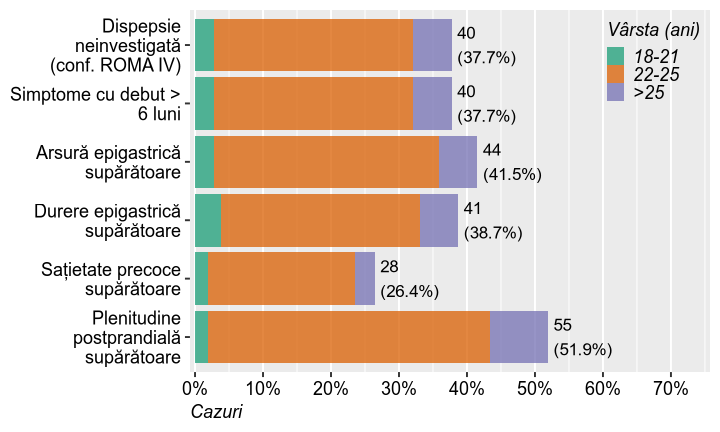 Dispepsie
neinvestigată
(conf. ROMA IV)
40
(37.7%)
Simptome cu debut >
6 luni
40
(37.7%)
Arsură epigastrică
supărătoare
44
(41.5%)
Durere epigastrică
supărătoare
41
(38.7%)
Sațietate precoce
supărătoare
28
(26.4%)
Plenitudine
postprandială
supărătoare
55
(51.9%)
0%
10%
20%
30%
40%
50%
60%
70%
Cazuri
Vârsta (ani)
18-21
22-25
>25